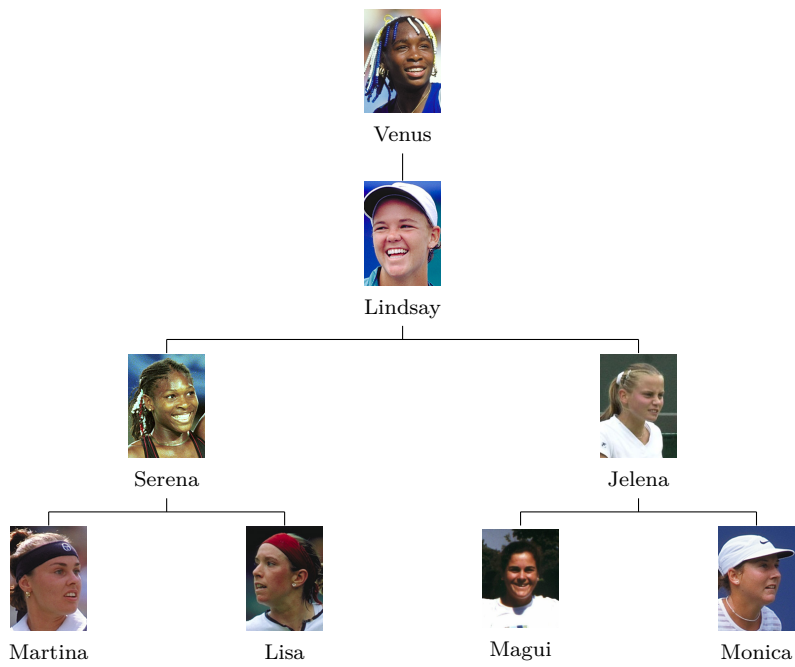 Venus
Lindsay
Serena
Jelena
Martina
Lisa
Magui
Monica